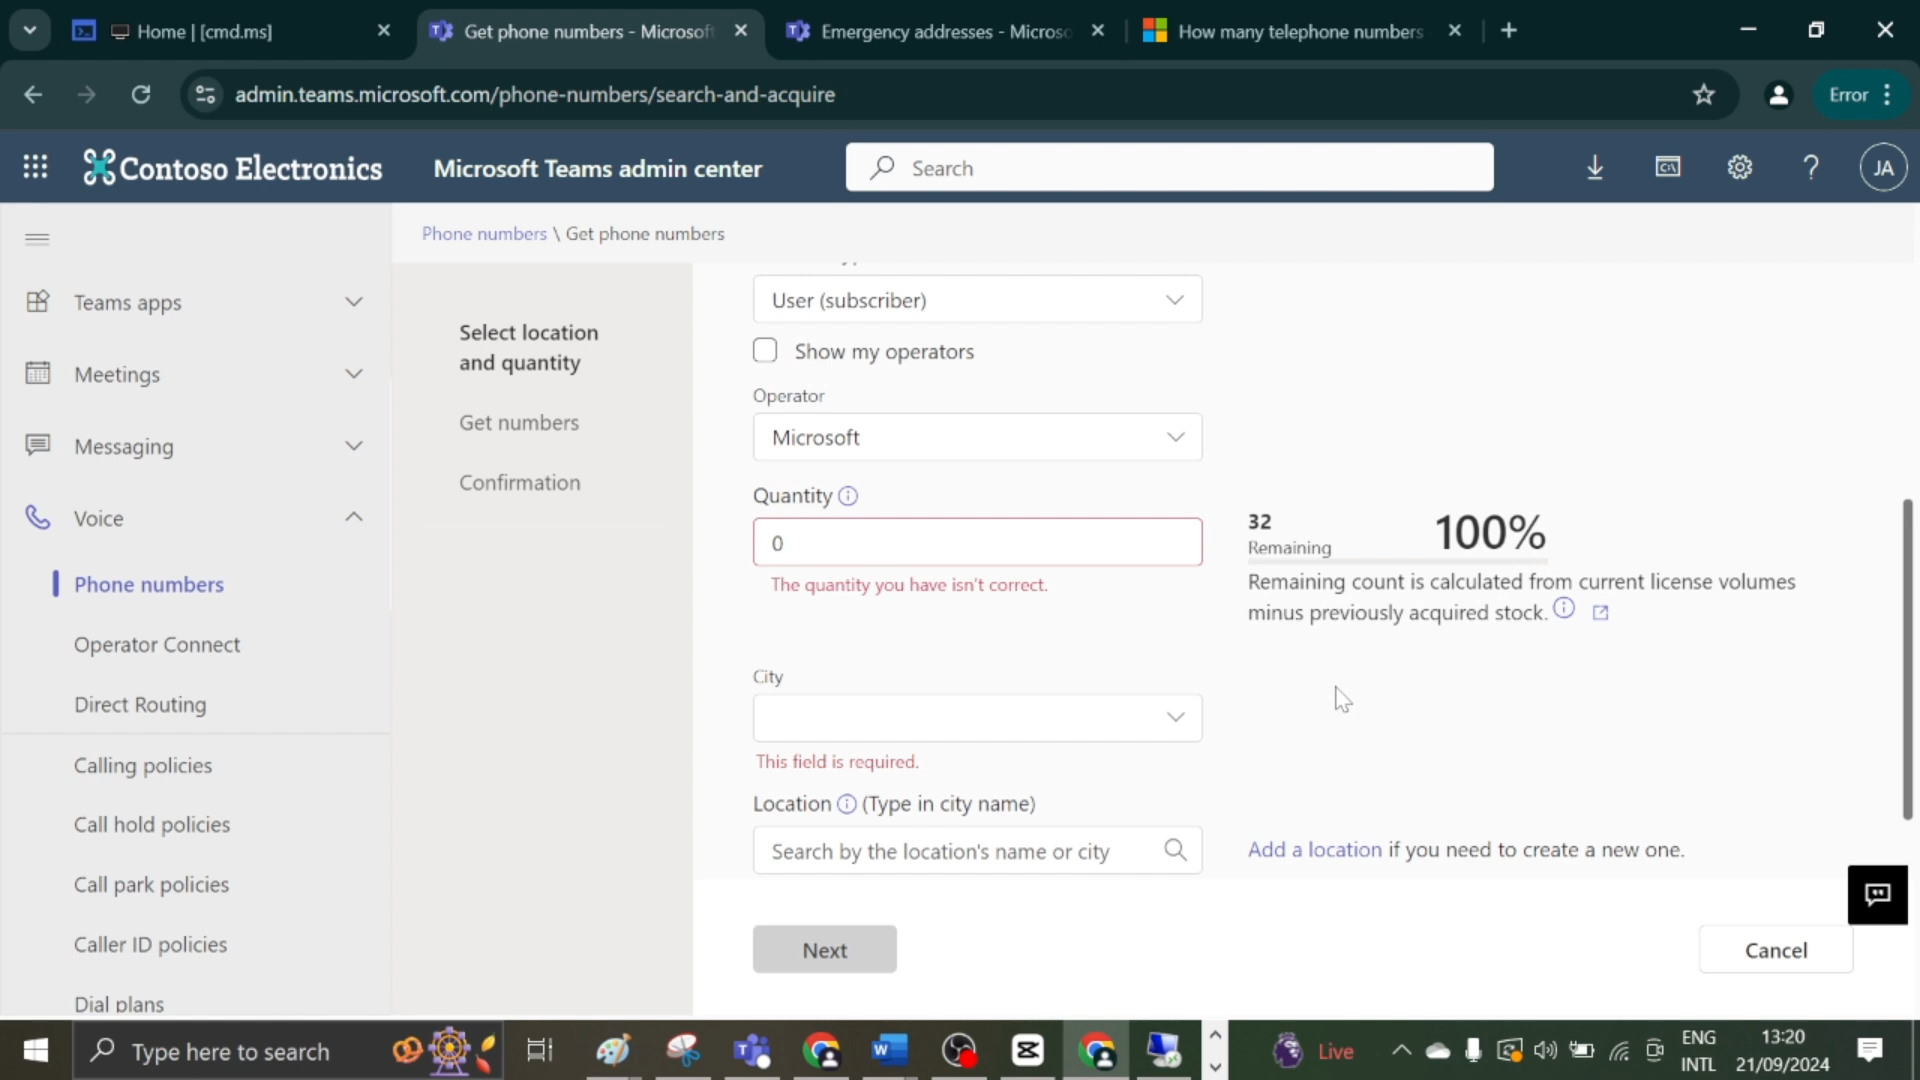 Home | [cmd.ms]
Get phone numbers - Microsoft
Emergency addresses - Microso
How many telephone numbers
admin.teams.microsoft.com/phone-numbers/search-and-acquire
Error
Contoso Electronics
Microsoft Teams admin center
Search
JA
Phone numbers \ Get phone numbers
Teams apps
Meetings
Messaging
Voice
Phone numbers
Operator Connect
Direct Routing
Calling policies
Call hold policies
Call park policies
Caller ID policies
Dial plans
Select location
and quantity
Get numbers
Confirmation
User (subscriber)
Show my operators
Operator
Microsoft
Quantity
0
The quantity you have isn't correct.
32
Remaining
100%
Remaining count is calculated from current license volumes
minus previously acquired stock.
City
This field is required.
Location (Type in city name)
Search by the location's name or city
Add a location if you need to create a new one.
Next
Cancel
Type here to search
Live
ENG
INTL
13:20
21/09/2024